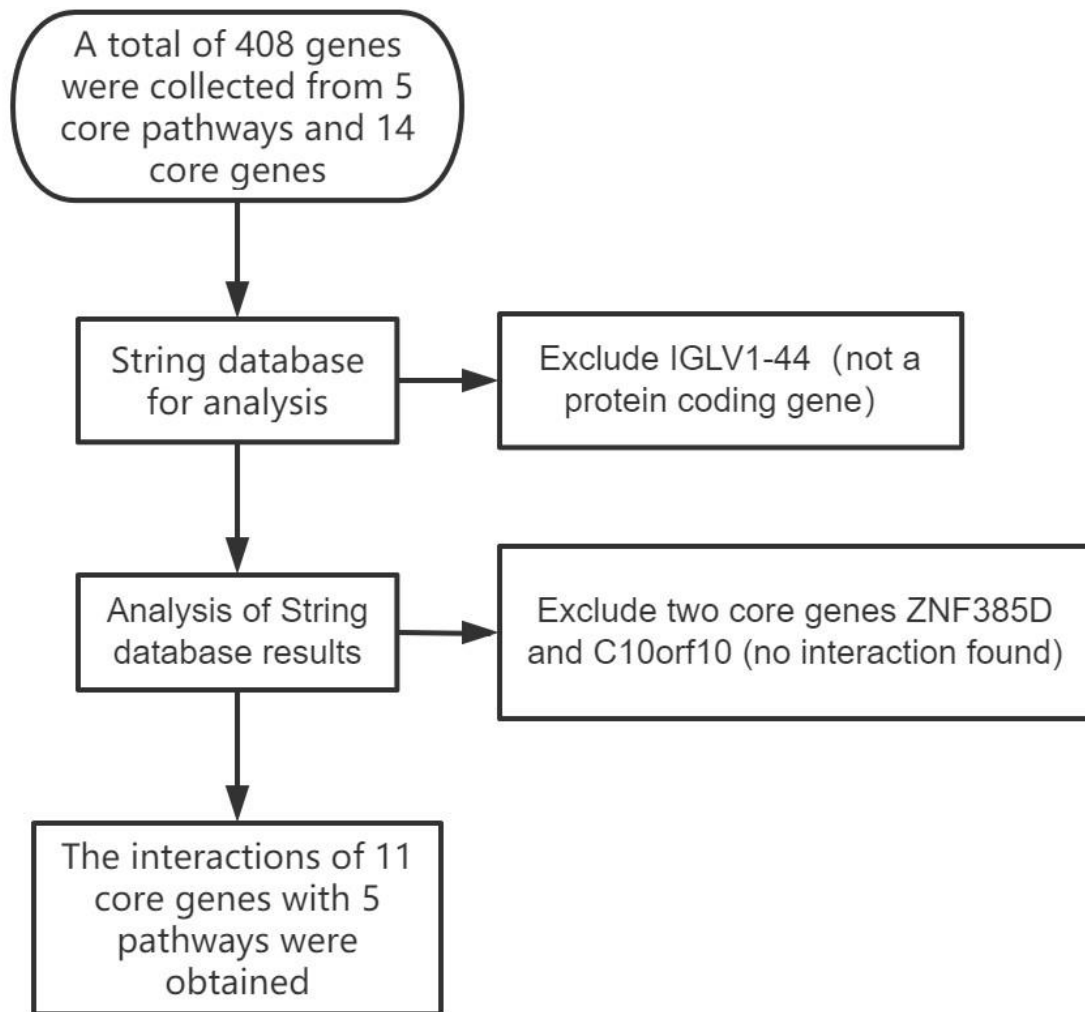 A total of 408 genes
were collected from 5
core pathways and 14
core genes
String database
for analysis
Exclude IGLV1-44（not a
protein coding gene）
Analysis of String
database results
Exclude two core genes ZNF385D
and C10orf10 (no interaction found)
The interactions of 11
core genes with 5
pathways were
obtained